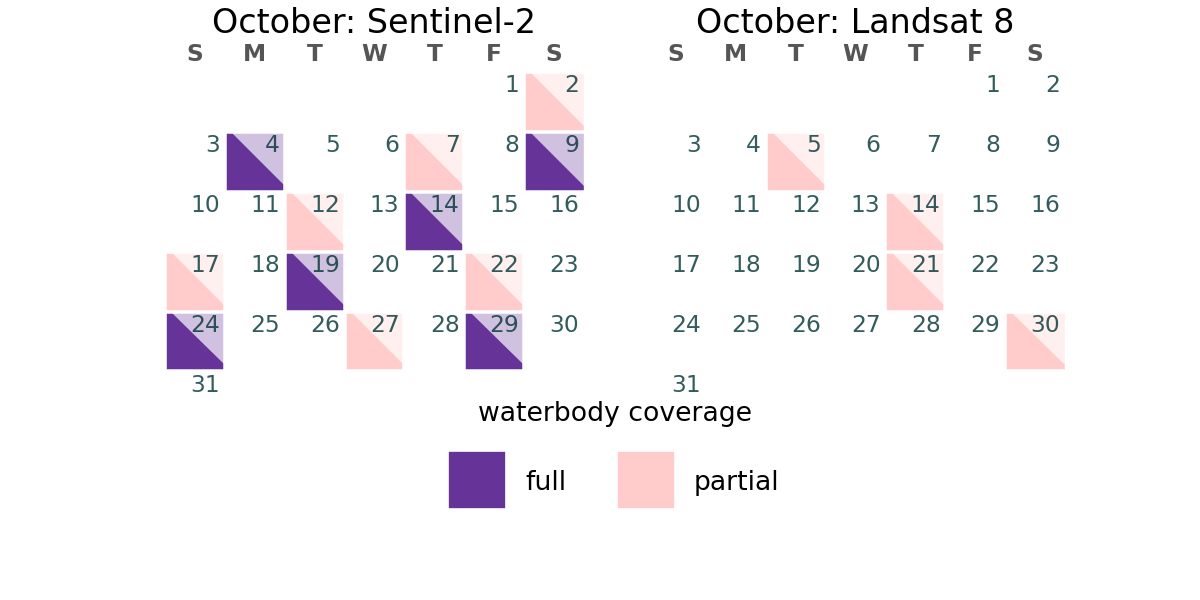 October: Sentinel-2
S M T W T F S
1 2
3 4 5 6 7 8 9
10 11 12 13 14 15 16
17 18 19 20 21 22 23
24 25 26 27 28 29 30
31
October: Landsat 8
S M T W T F S
1 2
3 4 5 6 7 8 9
10 11 12 13 14 15 16
17 18 19 20 21 22 23
24 25 26 27 28 29 30
31
waterbody coverage
full
partial